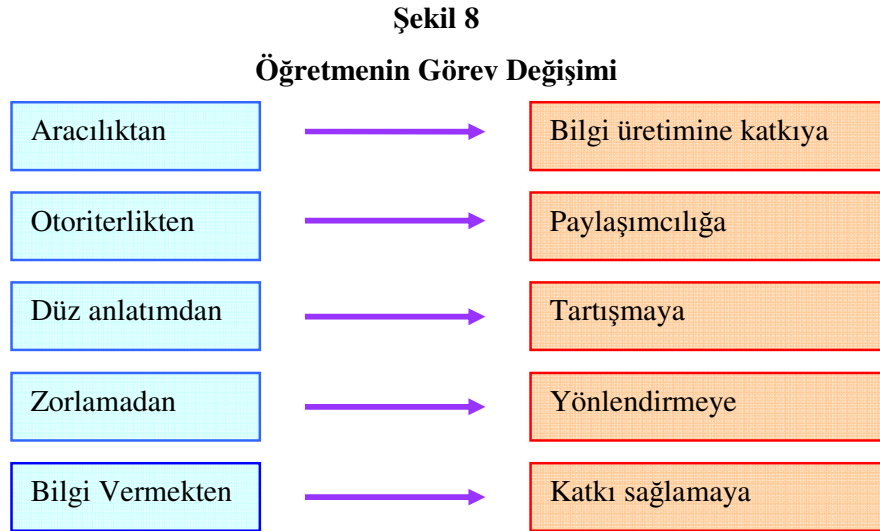 Şekil 8
Öğretmenin Görev Değişimi
Aracılıktan
Bilgi üretimine katkıya
Otoriterlikten
Paylaşımcılığa
Düz anlatımdan
Tartışmaya
Zorlamadan
Yönlendirmeye
Bilgi Vermekten
Katkı sağlamaya